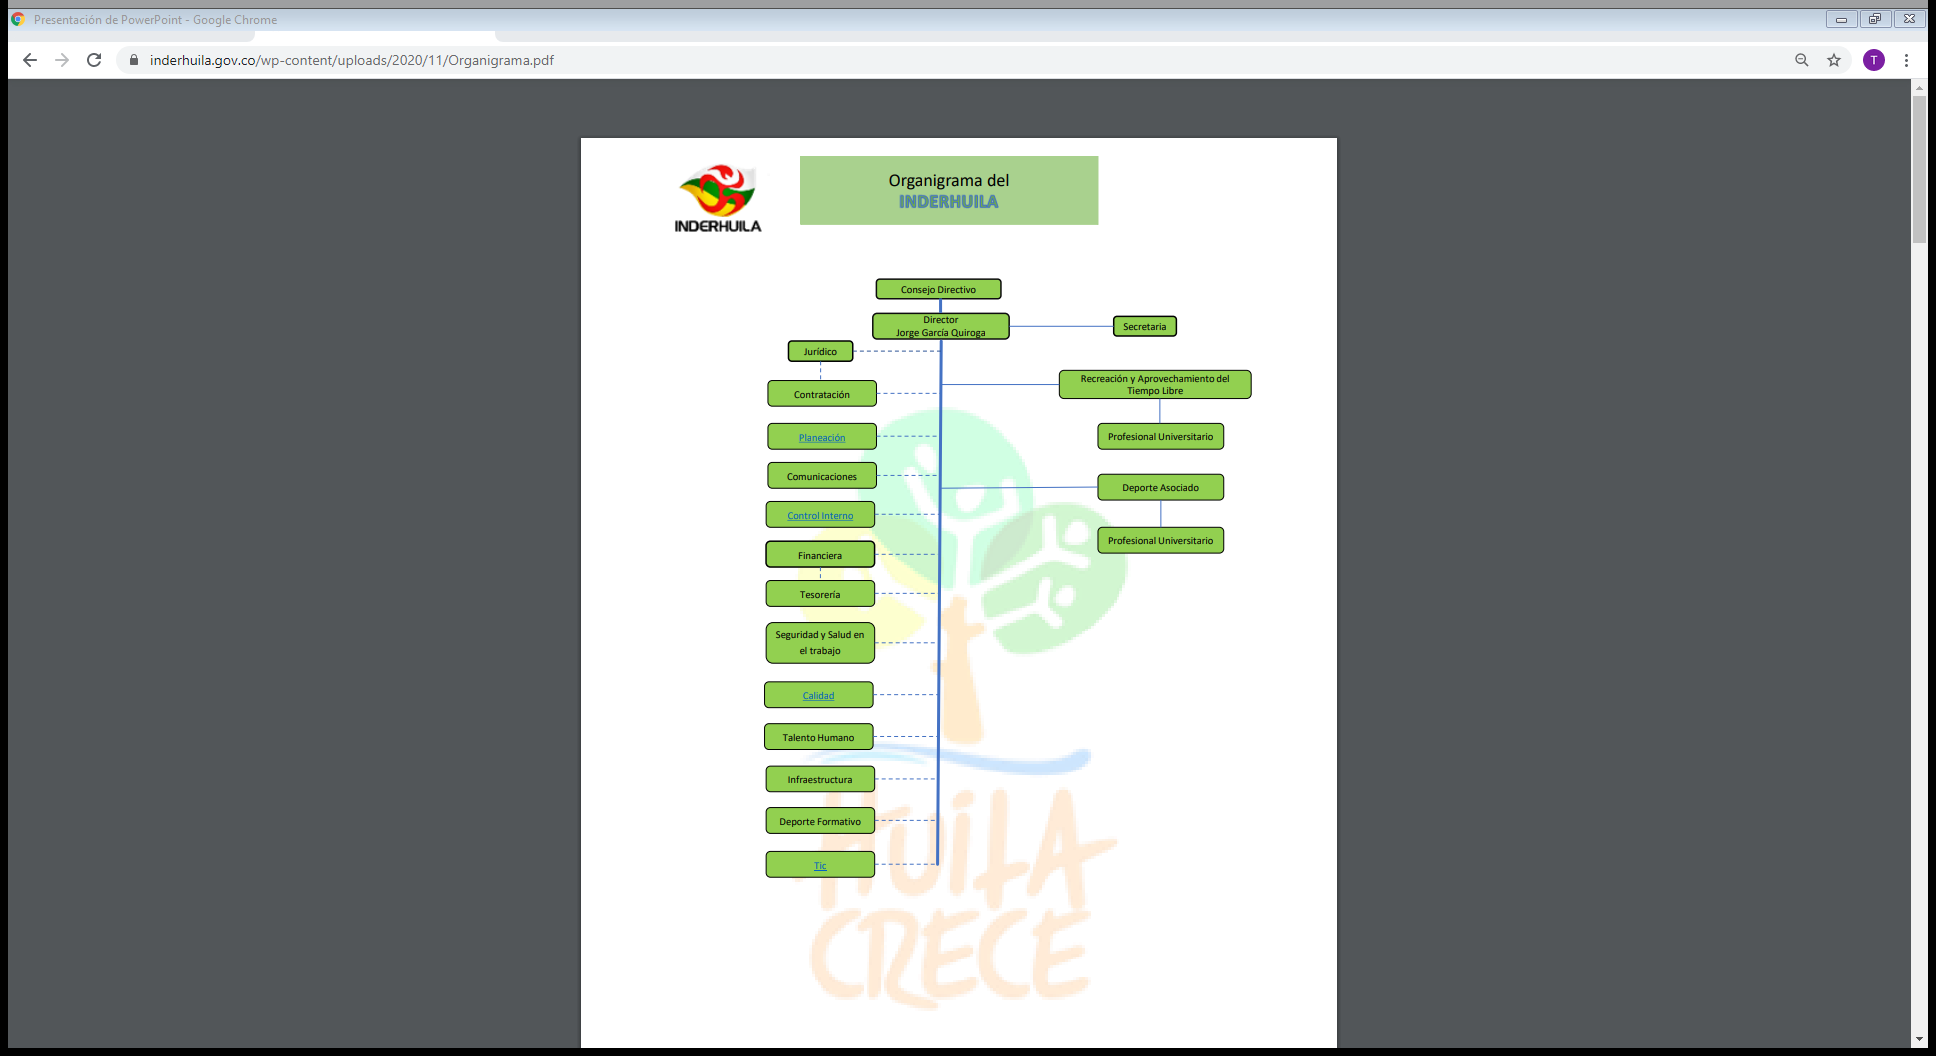 Presentación de PowerPoint - Google Chrome
inderhuila.gov.co/wp-content/uploads/2020/11/Organigrama.pdf
T
INDERHUILA
Organigrama del
INDERHUILA
Consejo Directivo
Director
Jorge García Quiroga
Secretaria
Jurídico
Recreación y Aprovechamiento del
Tiempo Libre
Contratación
Planeación
Profesional Universitario
Comunicaciones
Deporte Asociado
Control Interno
Profesional Universitario
Financiera
Tesorería
Seguridad y Salud en
el trabajo
Calidad
Talento Humano
Infraestructura
Deporte Formativo
Tic
HUILA
CRECE